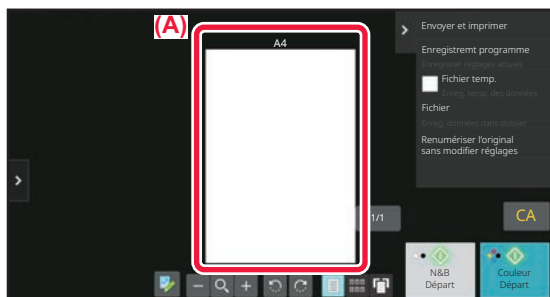 (A)
A4
Envoyer et imprimer
Enregistremt programme
Enregistrer réglages actuels
Fichier temp.
Enreg. temp. des données
Fichier
Enreg. données dans dossier
Renumériser l'original
sans modifier réglages
1/1
CA
N&B
Départ
Couleur
Départ